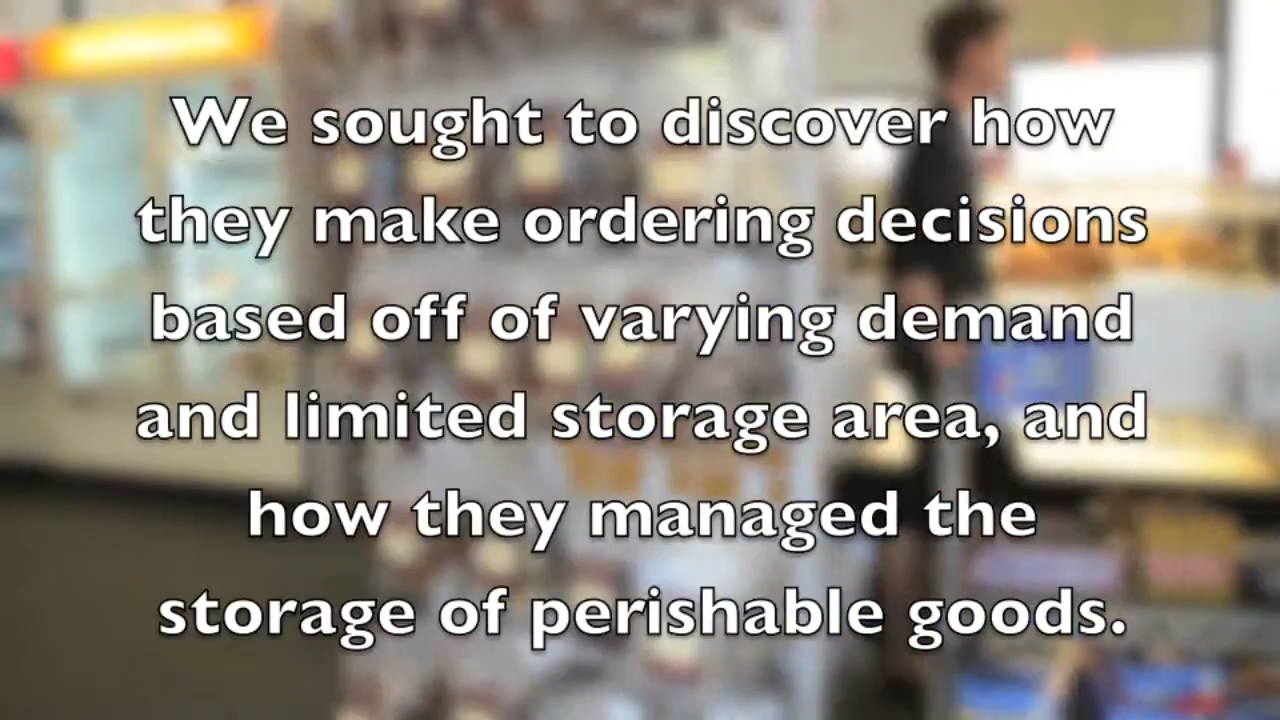 We sought to discover how
they make ordering decisions
based off of varying demand
and limited storage area, and
how they managed the
storage of perishable goods.